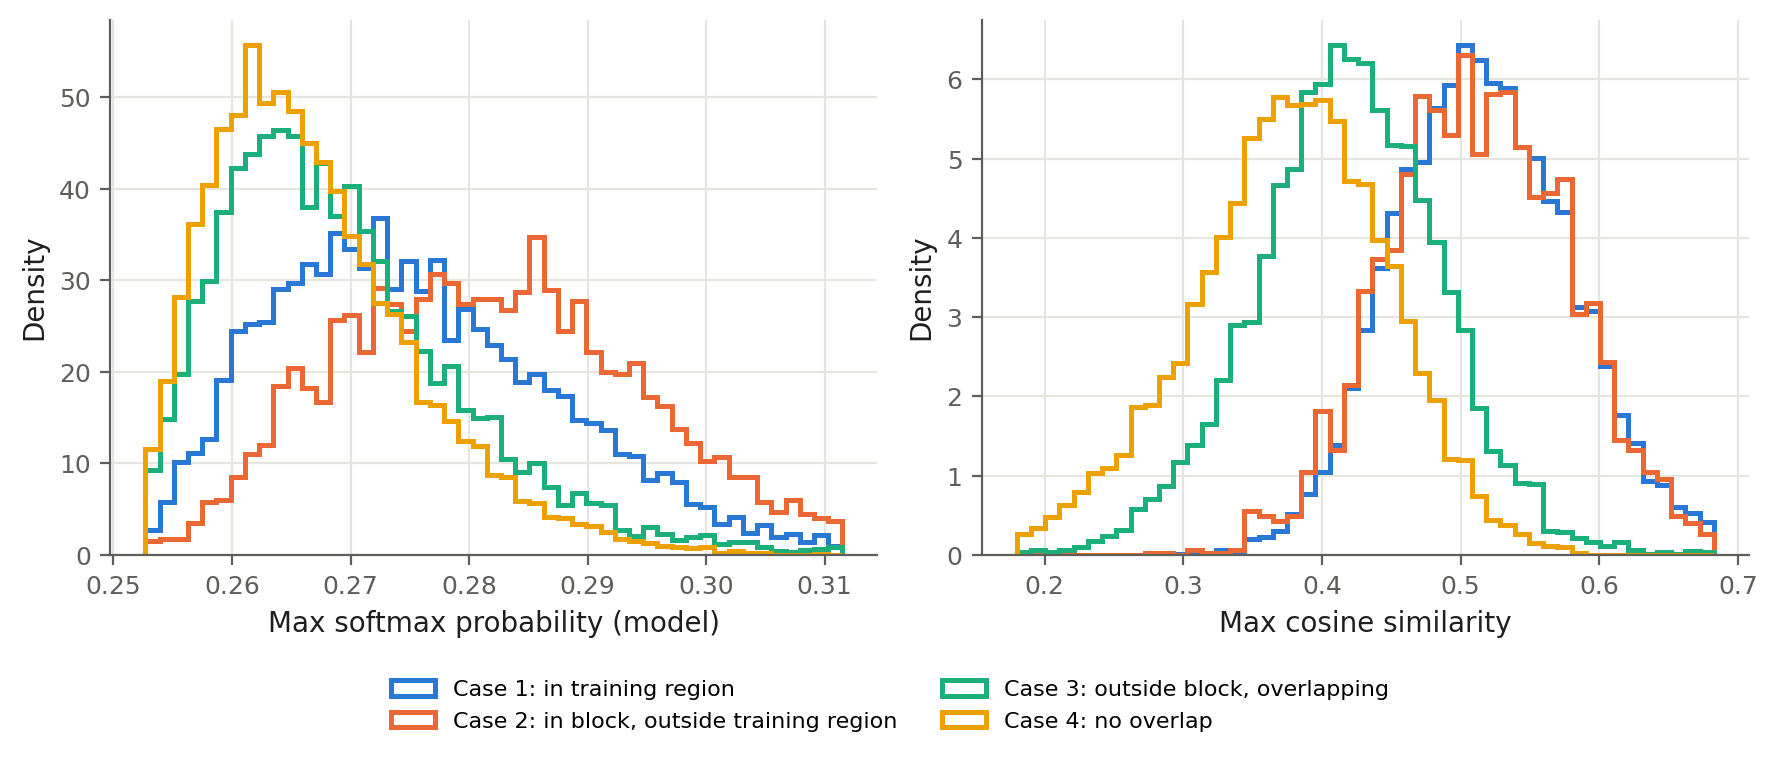 Density
50
40
30
20
10
0
0.25 0.26 0.27 0.28 0.29 0.30 0.31
Max softmax probability (model)
Density
6
5
4
3
2
1
0
0.2 0.3 0.4 0.5 0.6 0.7
Max cosine similarity
Case 1: in training region
Case 2: in block, outside training region
Case 3: outside block, overlapping
Case 4: no overlap